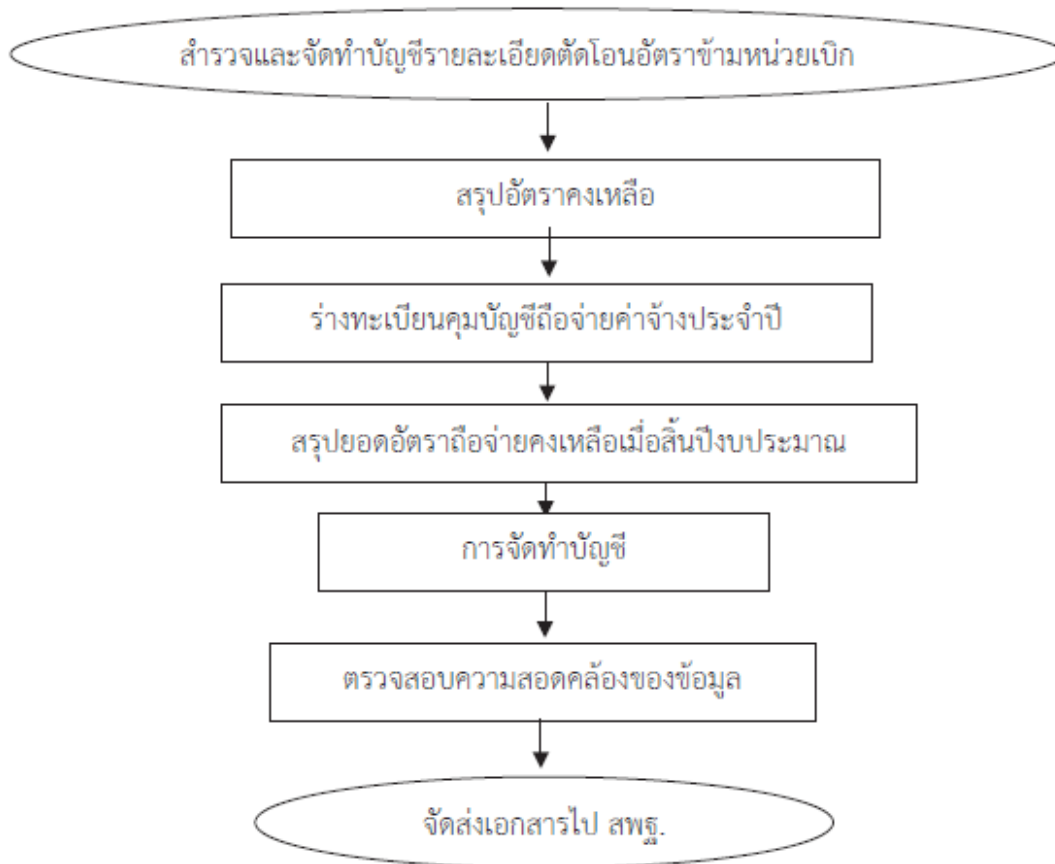 สำรวจและจัดทำบัญชีรายละเอียดตัดโอนอัตราข้ามหน่วยเบิก
สรุปอัตราคงเหลือ
ร่างทะเบียนคุมบัญชีถือจ่ายค่าจ้างประจำปี
สรุปยอดอัตราถือจ่ายคงเหลือเมื่อสิ้นปีงบประมาณ
การจัดทำบัญชี
ตรวจสอบความสอดคล้องของข้อมูล
จัดส่งเอกสารไป สพฐ.